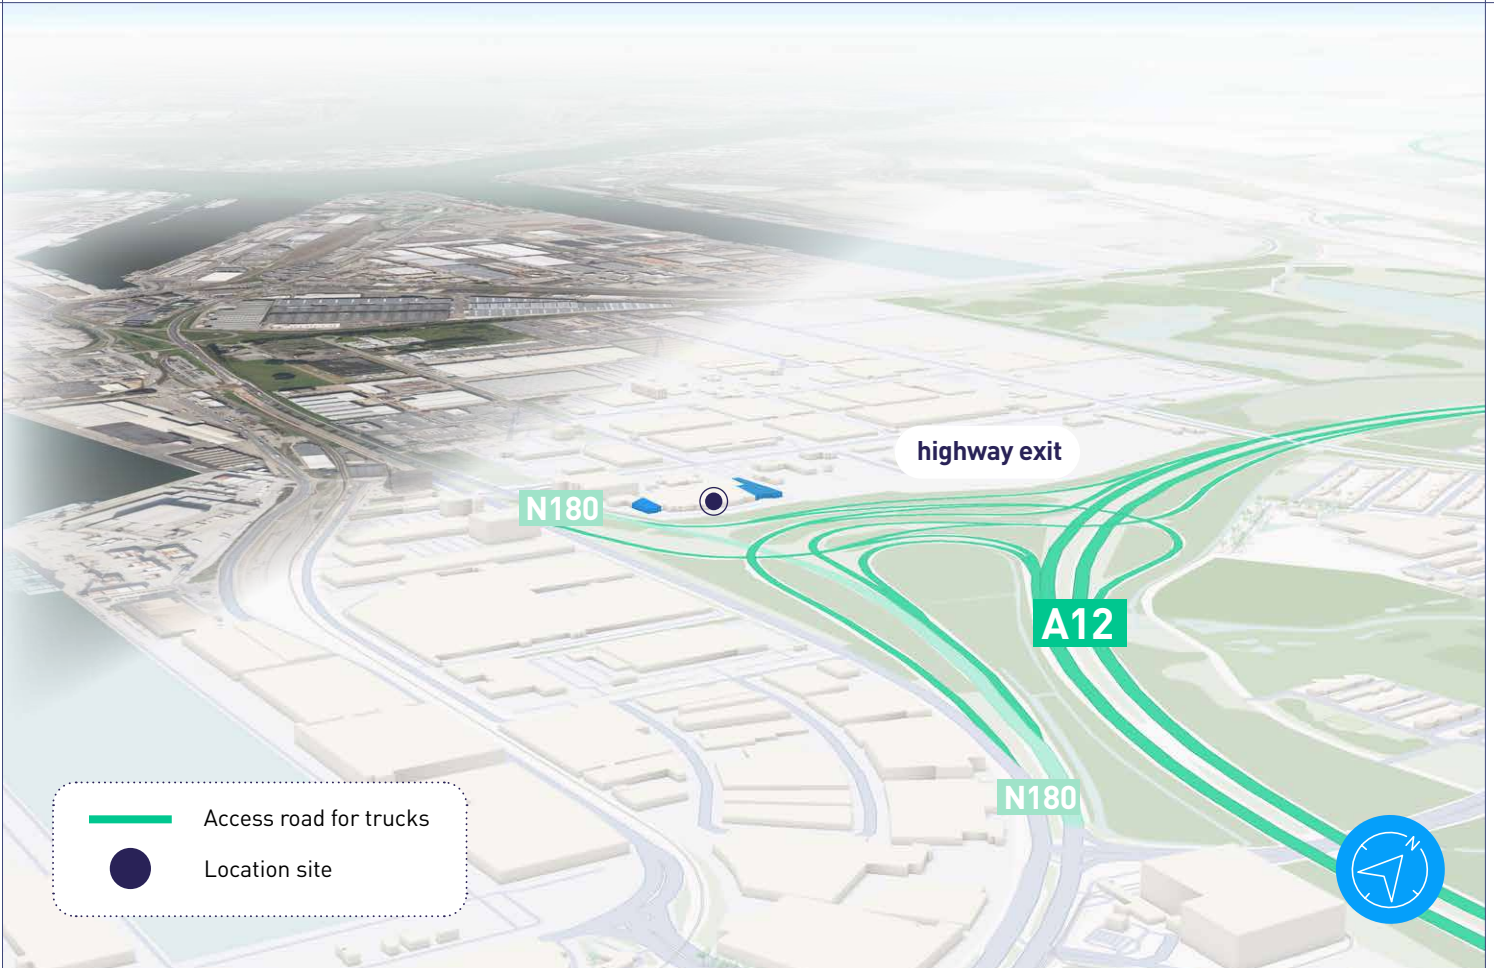 highway exit
N180
A12
N180
Access road for trucks
Location site
N